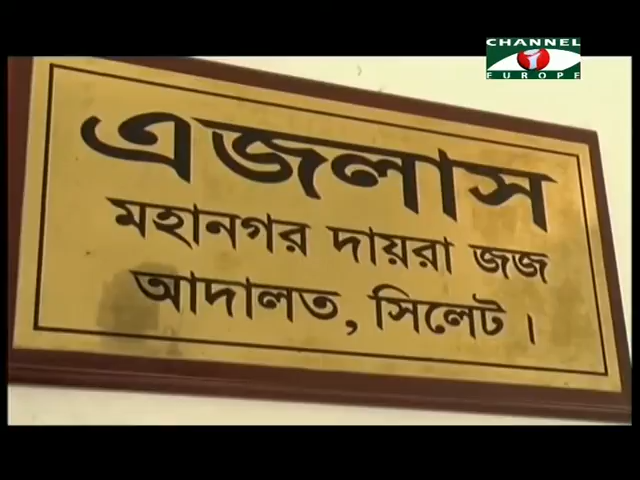 CHANNEL
i
EUROPE
এজলাস
মহানগর দায়রা জজ
আদালত, সিলেট ।